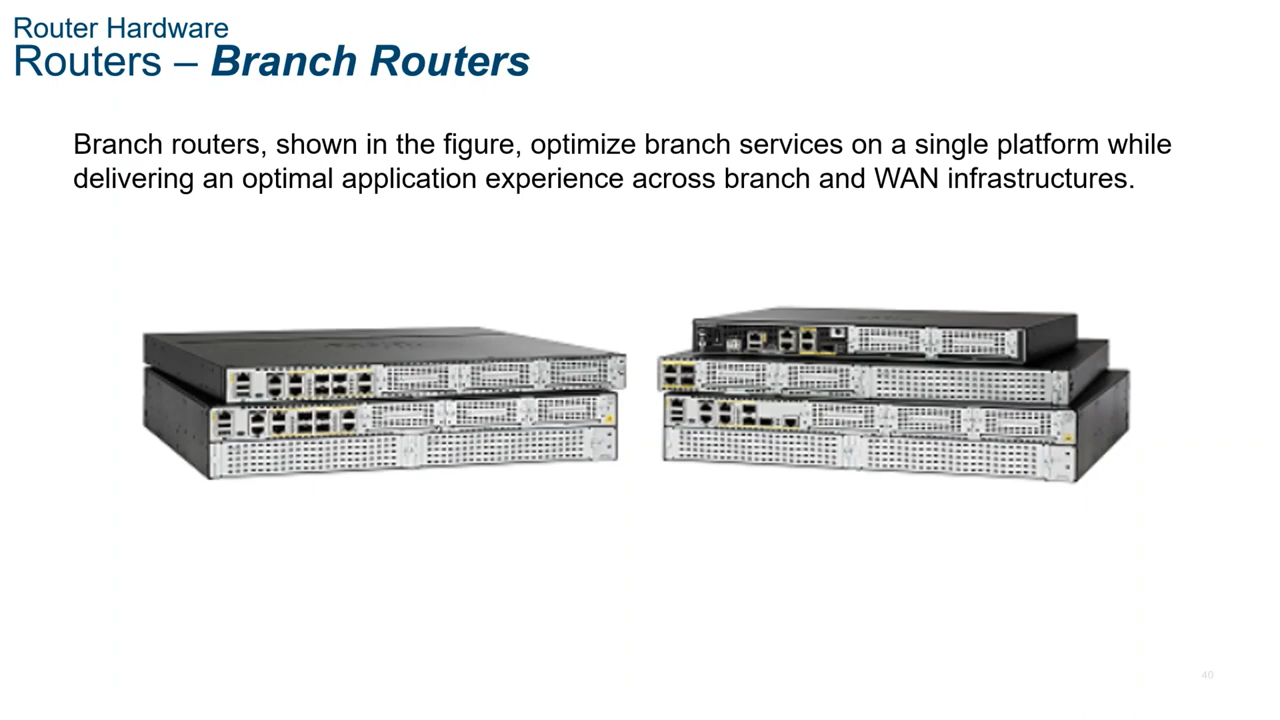 Router Hardware
Routers – Branch Routers
Branch routers, shown in the figure, optimize branch services on a single platform while
delivering an optimal application experience across branch and WAN infrastructures.
40